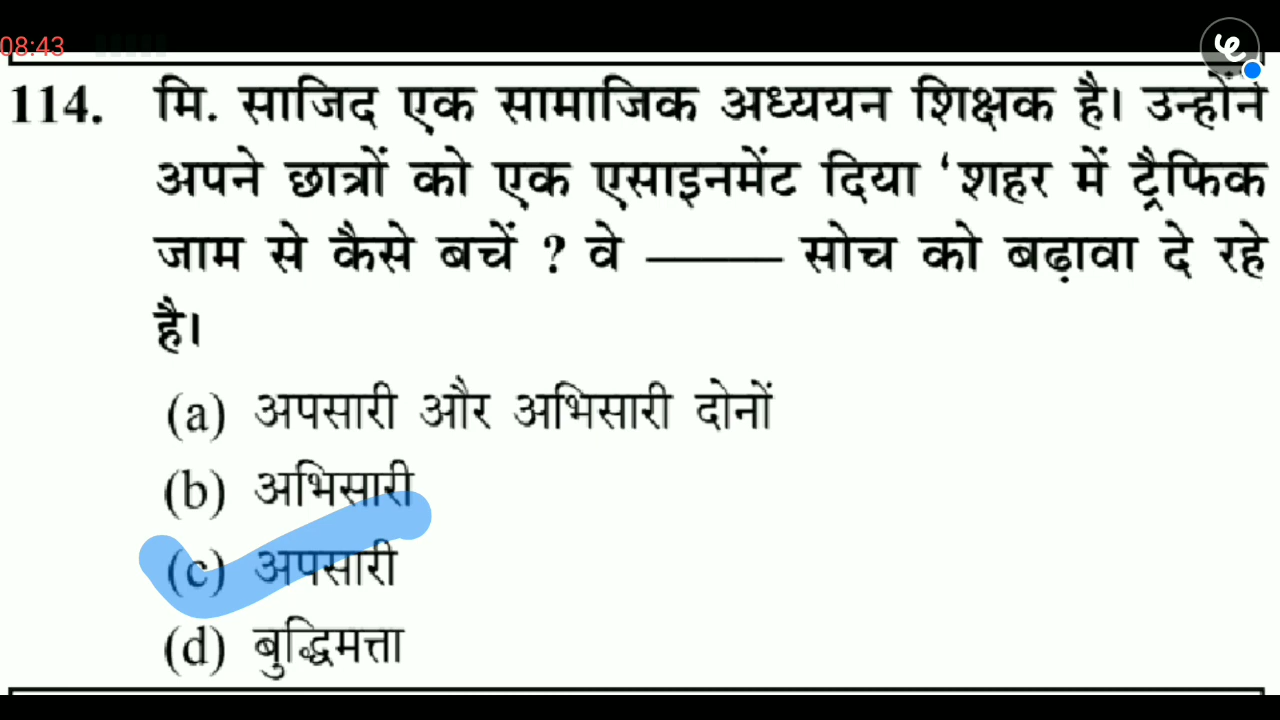 08:43
114. मि. साजिद एक सामाजिक अध्ययन शिक्षक है। उन्होंने
अपने छात्रों को एक एसाइनमेंट दिया ‘शहर में ट्रैफिक
जाम से कैसे बचें ? वे ——— सोच को बढ़ावा दे रहे
है।
(a) अपसारी और अभिसारी दोनों
(b) अभिसारी
(c) अपसारी
(d) बुद्धिमत्ता